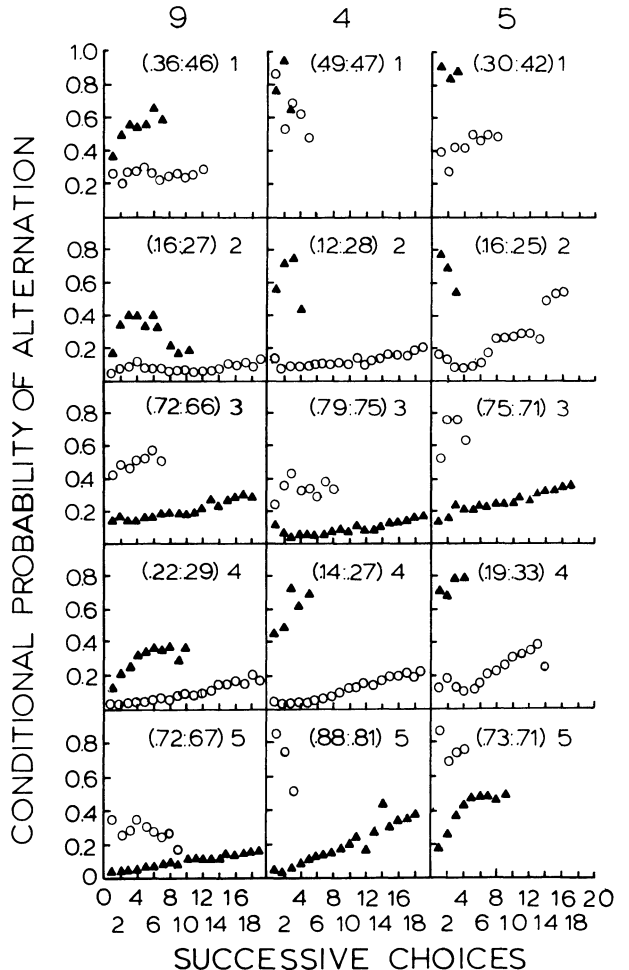 9 4 5
CONDITIONAL PROBABILITY OF ALTERNATION
1.0
(.36:.46) 1 (.49:.47) 1 (.30:.42) 1
0.8
0.6
0.4
0.2
(.16:.27) 2 (.12:.28) 2 (.16:.25) 2
0.8
0.6
0.4
0.2
(.72:.66) 3 (.79:.75) 3 (.75:.71) 3
0.8
0.6
0.4
0.2
(.22:.29) 4 (.14:.27) 4 (.19:.33) 4
0.8
0.6
0.4
0.2
(.72:.67) 5 (.88:.81) 5 (.73:.71) 5
0.8
0.6
0.4
0.2
0
0 4 8 12 16 0 4 8 12 16 0 4 8 12 16 20
2 6 10 14 18 2 6 10 14 18 2 6 10 14 18
SUCCESSIVE CHOICES